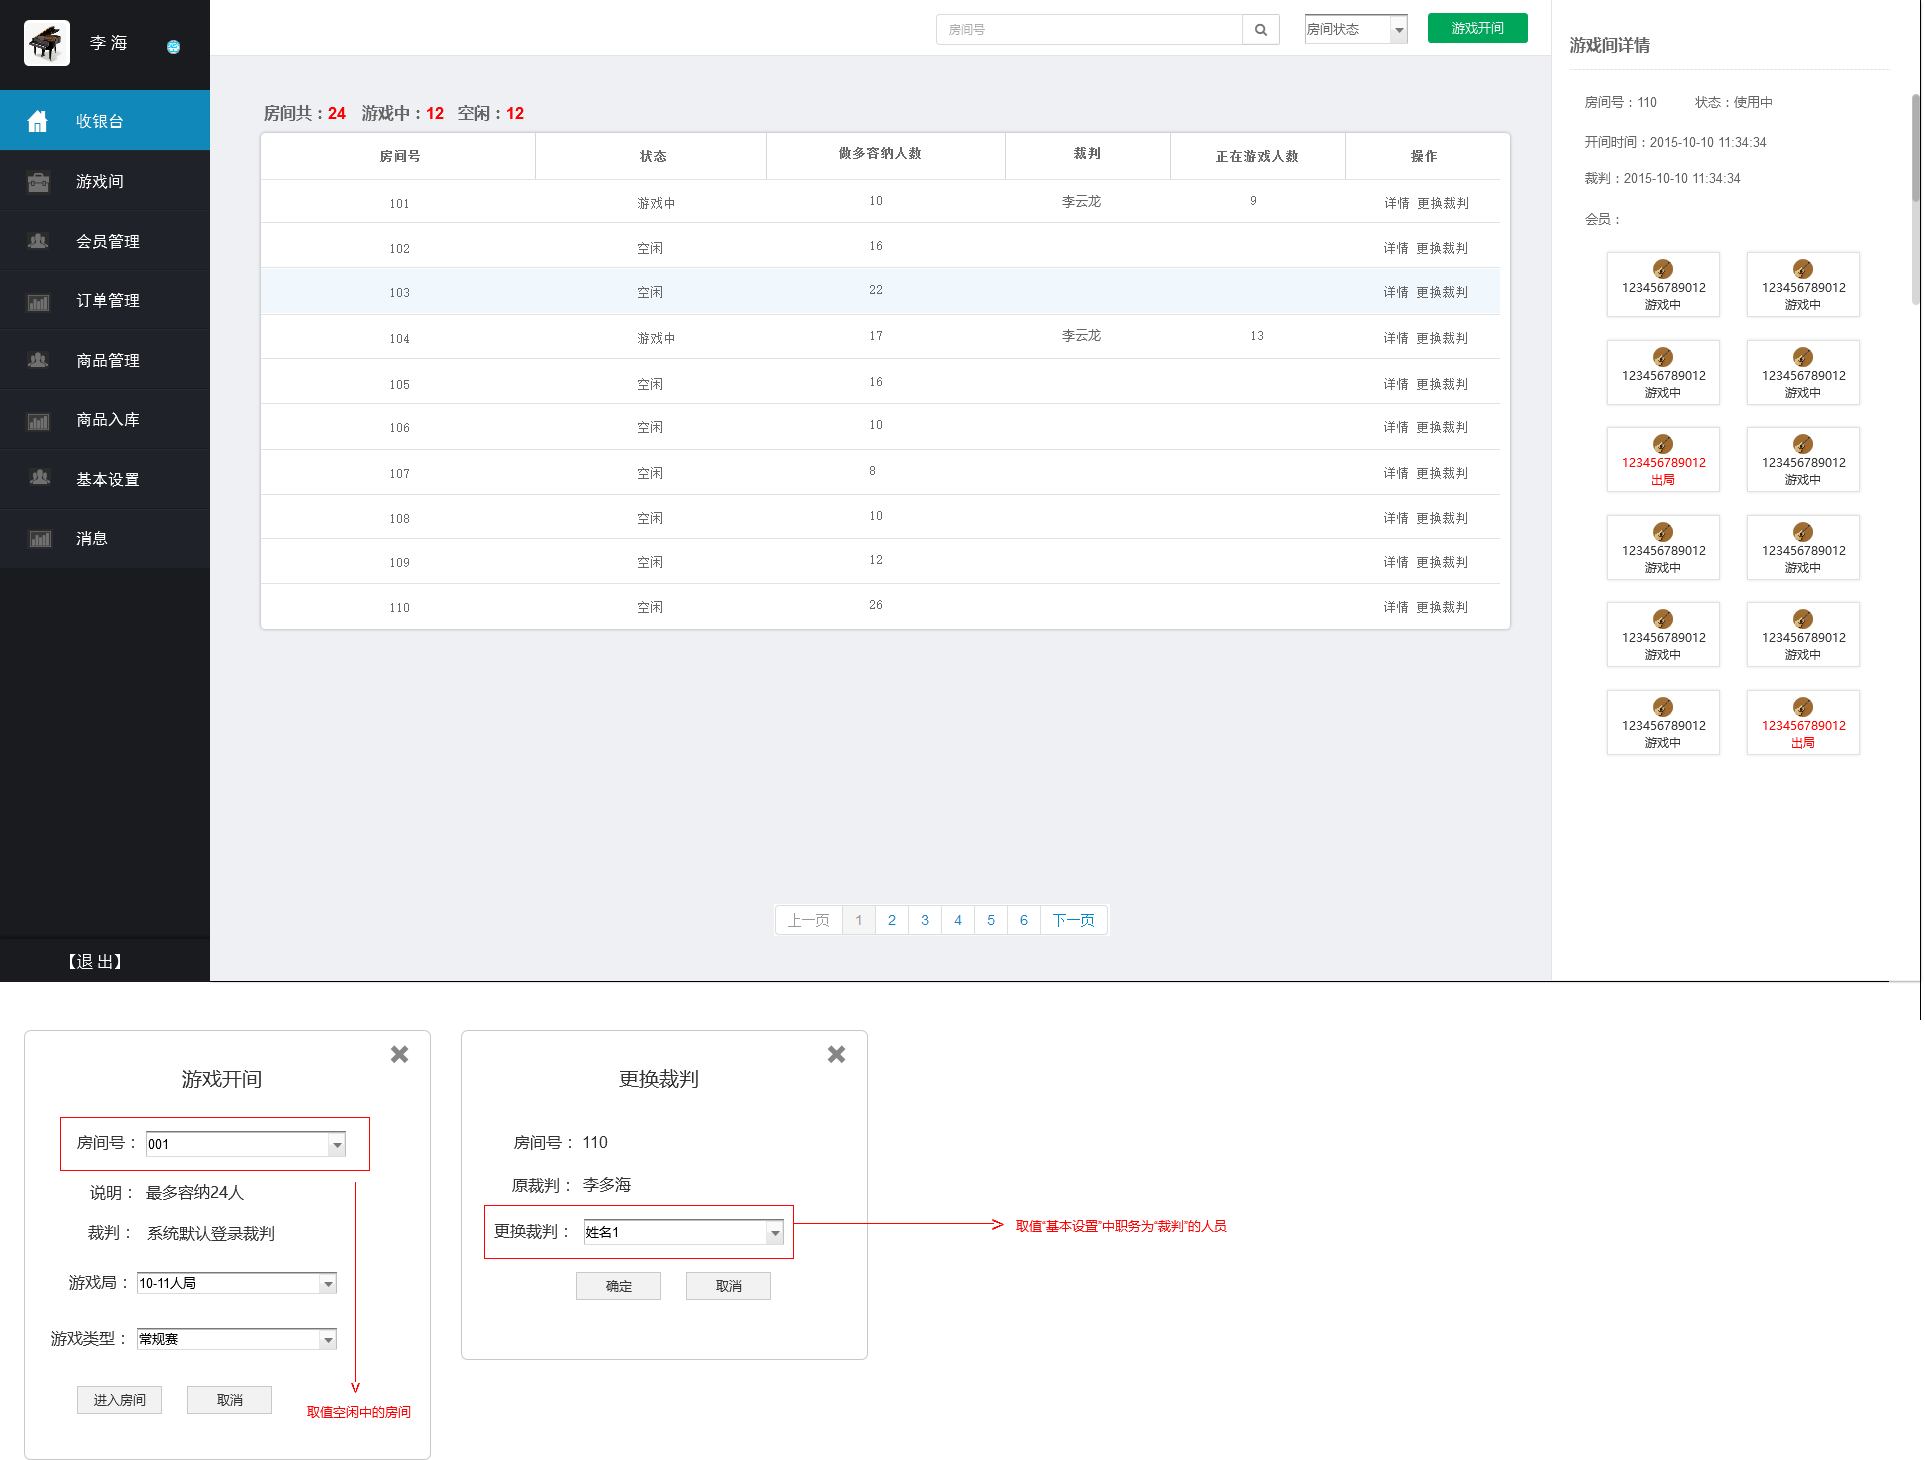 李 海
收银台
游戏间
会员管理
订单管理
商品管理
商品入库
基本设置
消息
【退 出】
房间号
房间状态
游戏开间
房间共：24 游戏中：12 空闲：12
房间号 状态 做多容纳人数 裁判 正在游戏人数 操作
101 游戏中 10 李云龙 9 详情 更换裁判
102 空闲 16 详情 更换裁判
103 空闲 22 详情 更换裁判
104 游戏中 17 李云龙 13 详情 更换裁判
105 空闲 16 详情 更换裁判
106 空闲 10 详情 更换裁判
107 空闲 8 详情 更换裁判
108 空闲 10 详情 更换裁判
109 空闲 12 详情 更换裁判
110 空闲 26 详情 更换裁判
上一页 1 2 3 4 5 6 下一页
游戏间详情
房间号：110 状态：使用中
开间时间：2015-10-10 11:34:34
裁判：2015-10-10 11:34:34
会员：
123456789012 123456789012
游戏中 游戏中
123456789012 123456789012
游戏中 游戏中
123456789012 123456789012
出局 游戏中
123456789012 123456789012
游戏中 游戏中
123456789012 123456789012
游戏中 游戏中
123456789012 123456789012
游戏中 出局
游戏开间
房间号： 001
说明： 最多容纳24人
裁判： 系统默认登录裁判
游戏局： 10-11人局
游戏类型： 常规赛
进入房间 取消
取值空闲中的房间
更换裁判
房间号： 110
原裁判： 李多海
更换裁判： 姓名1
确定 取消
取值“基本设置”中职务为“裁判”的人员